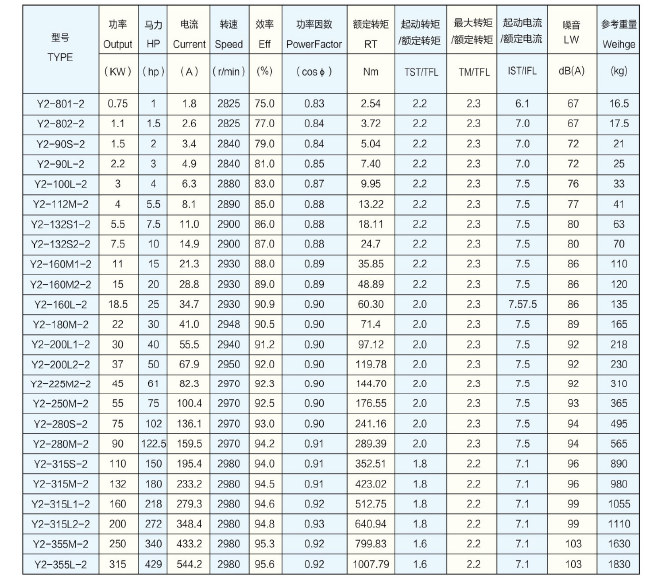 型号 TYPE 功率 Output (KW) 马力 HP (hp) 电流 Current (A) 转速 Speed (r/min) 效率 Eff (%) 功率因数 PowerFactor (cosφ) 额定转矩 RT Nm 起动转矩/额定转矩 TST/TFL 最大转矩/额定转矩 TM/TFL 起动电流/额定电流 IST/IFL 噪音 LW dB(A) 参考重量 Weihge (kg)
Y2-801-2 0.75 1 1.8 2825 75.0 0.83 2.54 2.2 2.3 6.1 67 16.5
Y2-802-2 1.1 1.5 2.6 2825 77.0 0.84 3.72 2.2 2.3 7.0 67 17.5
Y2-90S-2 1.5 2 3.4 2840 79.0 0.84 5.04 2.2 2.3 7.0 72 21
Y2-90L-2 2.2 3 4.9 2840 81.0 0.85 7.40 2.2 2.3 7.0 72 25
Y2-100L-2 3 4 6.3 2880 83.0 0.87 9.95 2.2 2.3 7.5 76 33
Y2-112M-2 4 5.5 8.1 2890 85.0 0.88 13.22 2.2 2.3 7.5 77 41
Y2-132S1-2 5.5 7.5 11.0 2900 86.0 0.88 18.11 2.2 2.3 7.5 80 63
Y2-132S2-2 7.5 10 14.9 2900 87.0 0.88 24.7 2.2 2.3 7.5 80 70
Y2-160M1-2 11 15 21.3 2930 88.0 0.89 35.85 2.2 2.3 7.5 86 110
Y2-160M2-2 15 20 28.8 2930 89.0 0.89 48.89 2.2 2.3 7.5 86 120
Y2-160L-2 18.5 25 34.7 2930 90.9 0.90 60.30 2.0 2.3 7.57.5 86 135
Y2-180M-2 22 30 41.0 2948 90.5 0.90 71.4 2.0 2.3 7.5 89 165
Y2-200L1-2 30 40 55.5 2940 91.2 0.90 97.12 2.0 2.3 7.5 92 218
Y2-200L2-2 37 50 67.9 2950 92.0 0.90 119.78 2.0 2.3 7.5 92 230
Y2-225M2-2 45 61 82.3 2970 92.3 0.90 144.70 2.0 2.3 7.5 92 310
Y2-250M-2 55 75 100.4 2970 92.5 0.90 176.55 2.0 2.3 7.5 93 365
Y2-280S-2 75 102 136.1 2970 93.0 0.90 241.16 2.0 2.3 7.5 94 495
Y2-280M-2 90 122.5 159.5 2970 94.2 0.91 289.39 2.0 2.3 7.5 94 565
Y2-315S-2 110 150 195.4 2980 94.0 0.91 352.51 1.8 2.2 7.1 96 890
Y2-315M-2 132 180 233.2 2980 94.5 0.91 423.02 1.8 2.2 7.1 96 980
Y2-315L1-2 160 218 279.3 2980 94.6 0.92 512.75 1.8 2.2 7.1 99 1055
Y2-315L2-2 200 272 348.4 2980 94.8 0.93 640.94 1.8 2.2 7.1 99 1110
Y2-355M-2 250 340 433.2 2980 95.3 0.92 799.83 1.6 2.2 7.1 103 1630
Y2-355L-2 315 429 544.2 2980 95.6 0.92 1007.79 1.6 2.2 7.1 103 1830